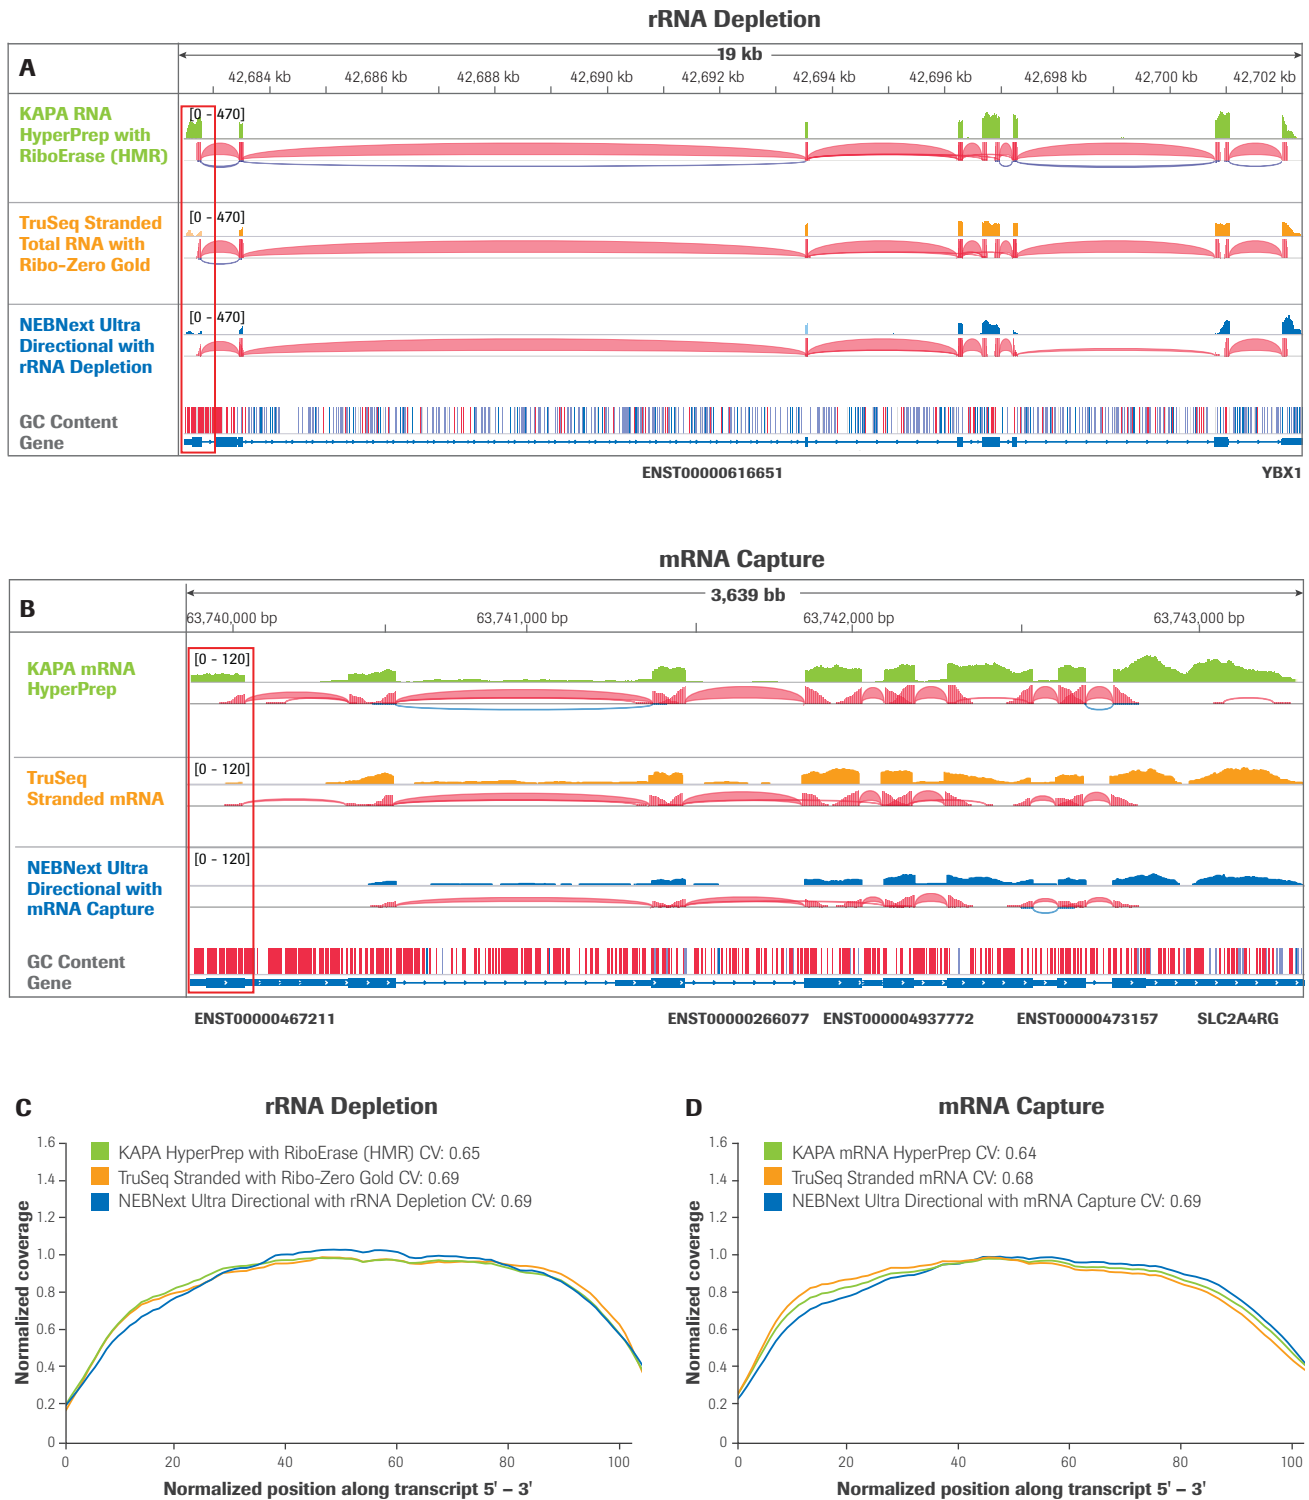 rRNA Depletion
A
19 kb
42,684 kb 42,686 kb 42,688 kb 42,690 kb 42,692 kb 42,694 kb 42,696 kb 42,698 kb 42,700 kb 42,702 kb
KAPA RNA
HyperPrep with
RiboErase (HMR)
[0 - 470]
TruSeq Stranded
Total RNA with
Ribo-Zero Gold
[0 - 470]
NEBNext Ultra
Directional with
rRNA Depletion
[0 - 470]
GC Content
Gene
ENST00000616651 YBX1
mRNA Capture
B
3,639 bb
63,740,000 bp 63,741,000 bp 63,742,000 bp 63,743,000 bp
KAPA mRNA
HyperPrep
[0 - 120]
TruSeq
Stranded mRNA
[0 - 120]
NEBNext Ultra
Directional with
mRNA Capture
[0 - 120]
GC Content
Gene
ENST00000467211 ENST00000266077 ENST000004937772 ENST00000473157 SLC2A4RG
C
rRNA Depletion
KAPA HyperPrep with RiboErase (HMR) CV: 0.65
TruSeq Stranded with Ribo-Zero Gold CV: 0.69
NEBNext Ultra Directional with rRNA Depletion CV: 0.69
Normalized coverage
1.6
1.4
1.2
1.0
0.8
0.6
0.4
0.2
0
0 20 40 60 80 100
Normalized position along transcript 5' – 3'
D
mRNA Capture
KAPA mRNA HyperPrep CV: 0.64
TruSeq Stranded mRNA CV: 0.68
NEBNext Ultra Directional with mRNA Capture CV: 0.69
Normalized coverage
1.6
1.4
1.2
1.0
0.8
0.6
0.4
0.2
0
0 20 40 60 80 100
Normalized position along transcript 5' – 3'